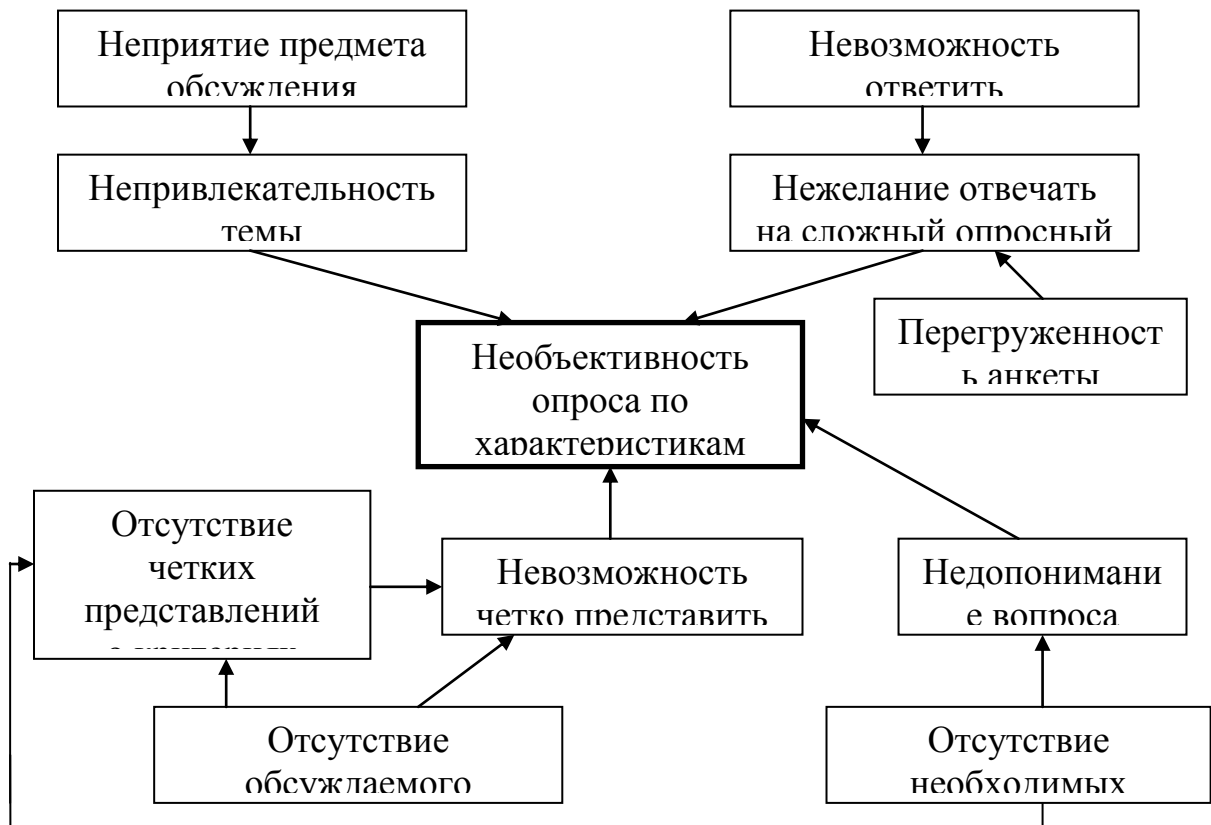 Неприятие предмета
обсуждения
Невозможность
ответить
Непривлекательность
темы
Нежелание отвечать
на сложный опросный
Перегруженност
ь анкеты
Необъективность
опроса по
характеристикам
Отсутствие
четких
представлений
о критериях
Невозможность
четко представить
Недопонимани
е вопроса
Отсутствие
обсуждаемого
Отсутствие
необходимых